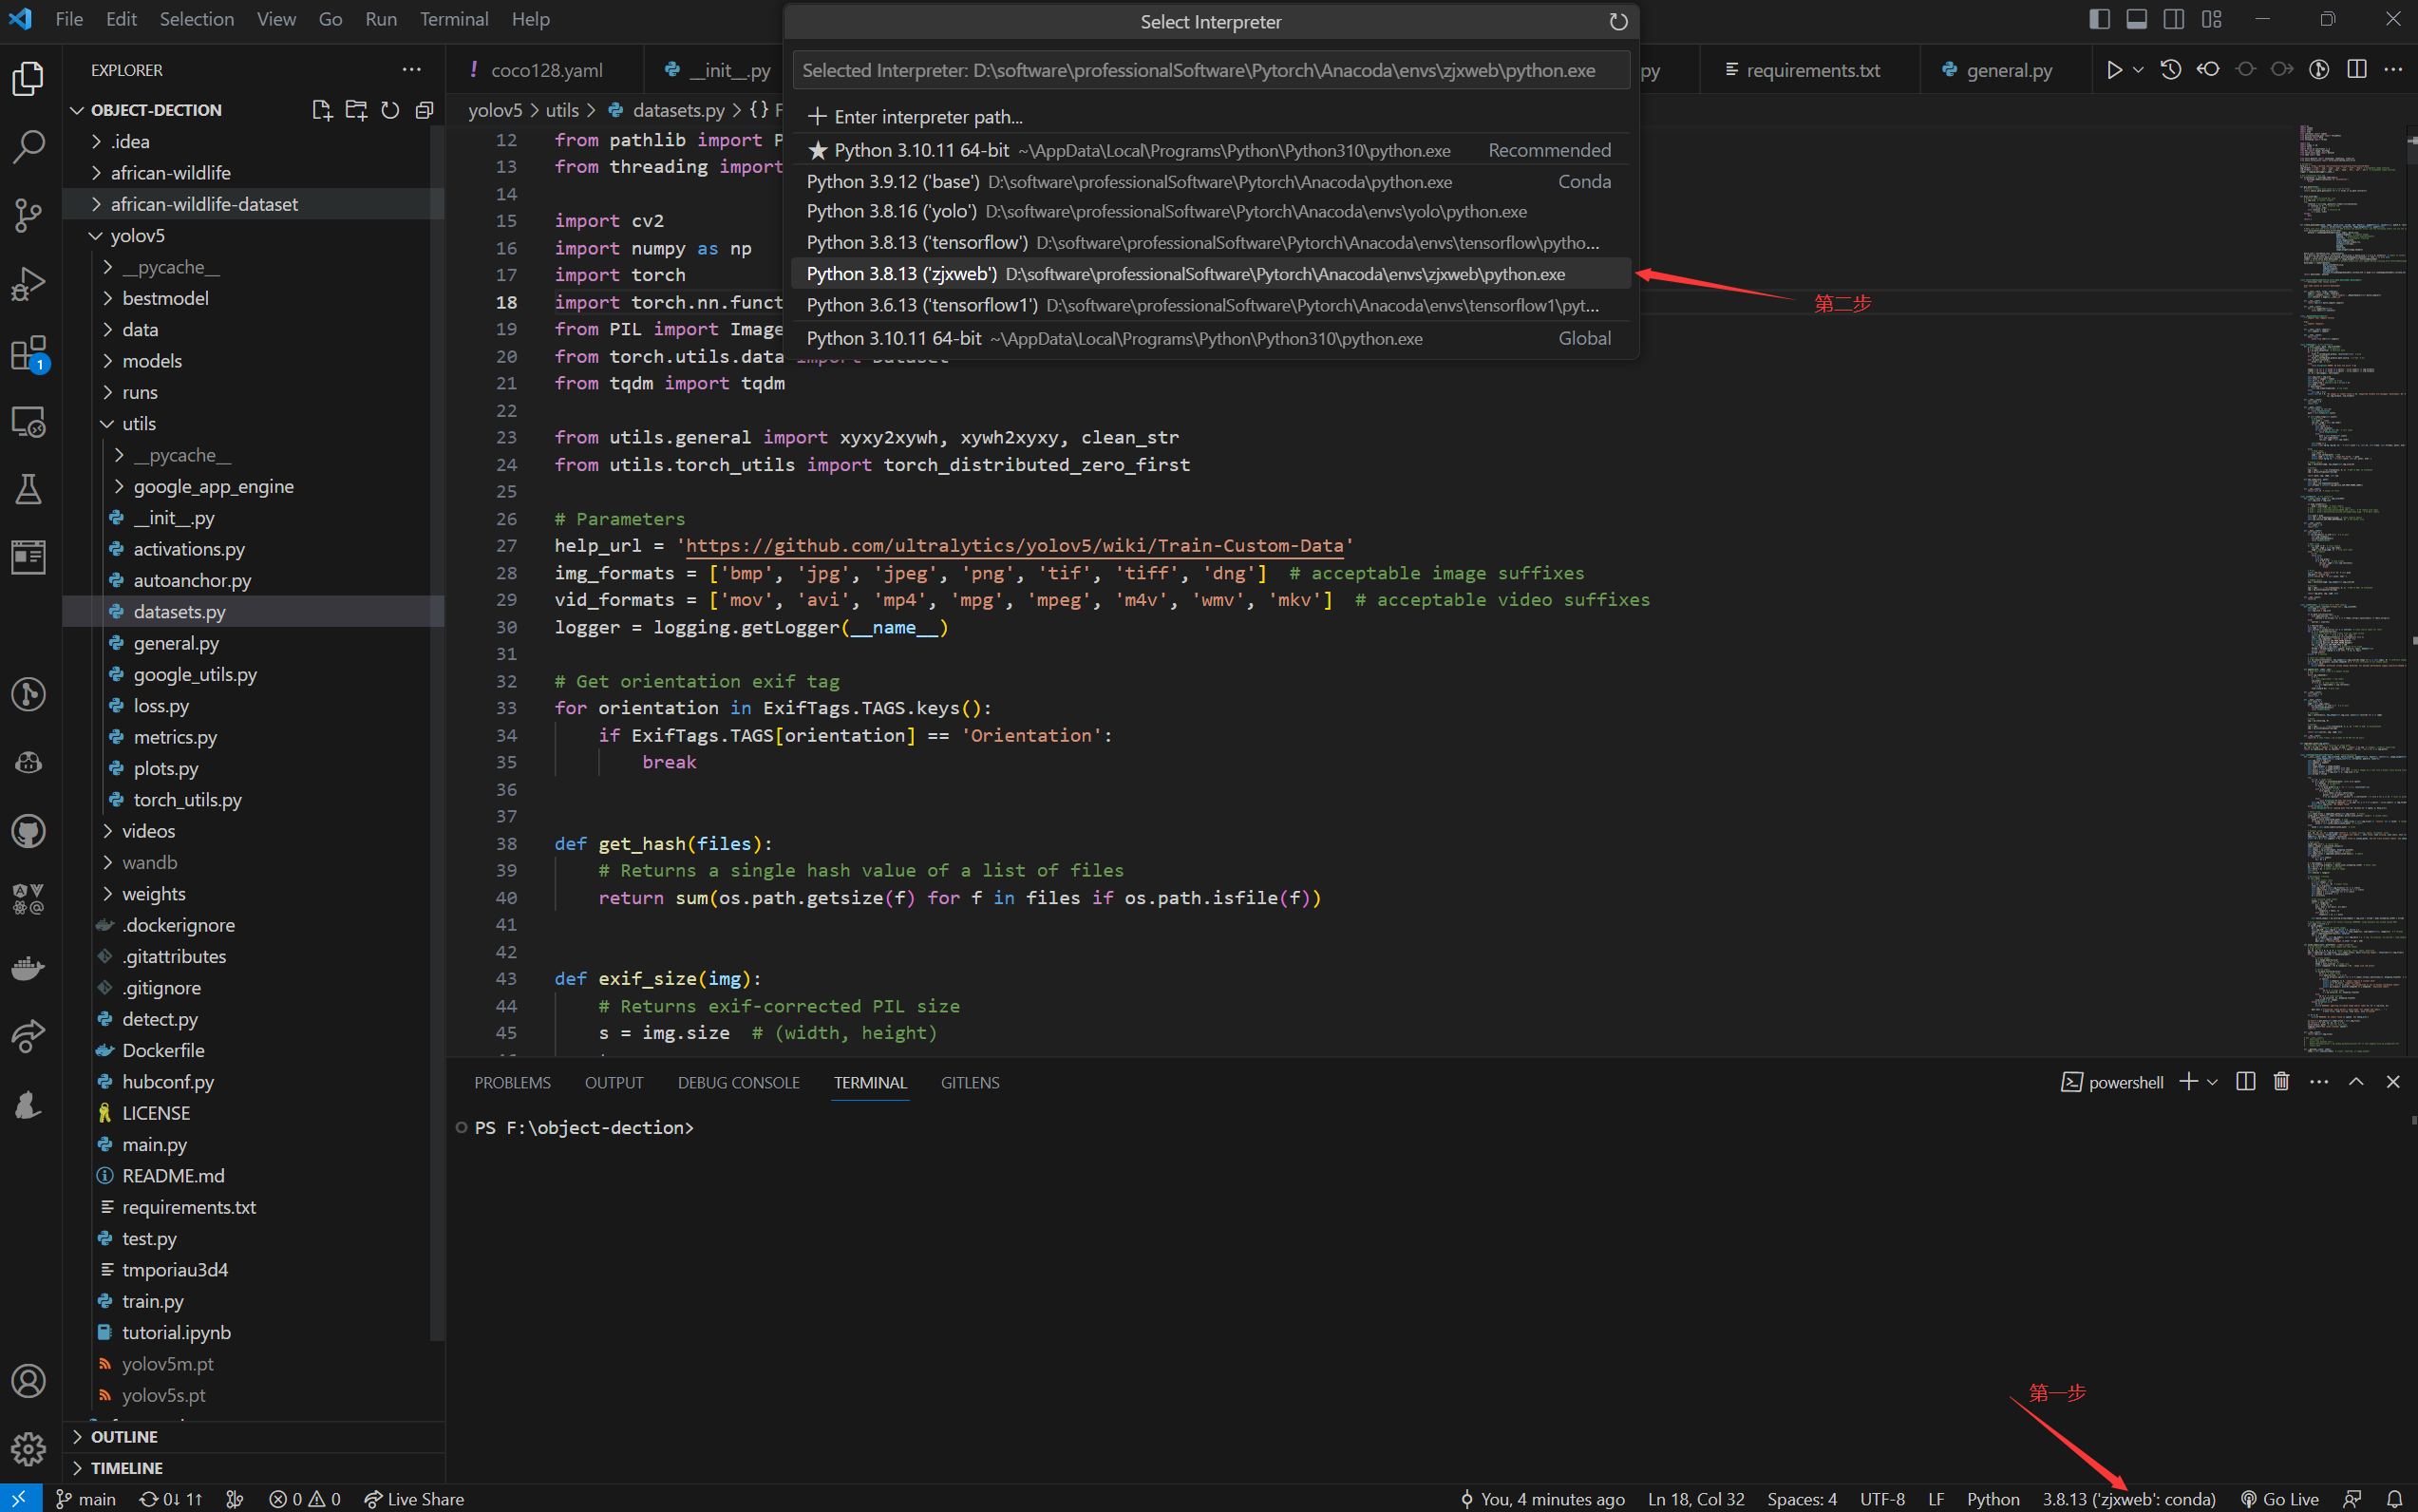 File Edit Selection View Go Run Terminal Help
Select Interpreter
Selected Interpreter: D:\software\professionalSoftware\Pytorch\Anacoda\envs\zjxweb\python.exe
Enter interpreter path...
Python 3.10.11 64-bit ~\AppData\Local\Programs\Python\Python310\python.exe Recommended
Python 3.9.12 ('base') D:\software\professionalSoftware\Pytorch\Anacoda\python.exe Conda
Python 3.8.16 ('yolo') D:\software\professionalSoftware\Pytorch\Anacoda\envs\yolo\python.exe
Python 3.8.13 ('tensorflow') D:\software\professionalSoftware\Pytorch\Anacoda\envs\tensorflow\pytho...
Python 3.8.13 ('zjxweb') D:\software\professionalSoftware\Pytorch\Anacoda\envs\zjxweb\python.exe
第二步
Python 3.6.13 ('tensorflow1') D:\software\professionalSoftware\Pytorch\Anacoda\envs\tensorflow1\pyt...
Python 3.10.11 64-bit ~\AppData\Local\Programs\Python\Python310\python.exe Global
EXPLORER
OBJECT-DECTION
.idea
african-wildlife
african-wildlife-dataset
yolov5
__pycache__
bestmodel
data
models
runs
utils
__pycache__
google_app_engine
__init__.py
activations.py
autoanchor.py
datasets.py
general.py
google_utils.py
loss.py
metrics.py
plots.py
torch_utils.py
videos
wandb
weights
.dockerignore
.gitattributes
.gitignore
detect.py
Dockerfile
hubconf.py
LICENSE
main.py
README.md
requirements.txt
test.py
tmporiau3d4
train.py
tutorial.ipynb
yolov5m.pt
yolov5s.pt
OUTLINE
TIMELINE
1
! coco128.yaml __init__.py py requirements.txt general.py
yolov5 > utils > datasets.py > {} F
12 from pathlib import P
13 from threading import
14
15 import cv2
16 import numpy as np
17 import torch
18 import torch.nn.funct
19 from PIL import Image
20 from torch.utils.data import Dataset
21 from tqdm import tqdm
22
23 from utils.general import xyxy2xywh, xywh2xyxy, clean_str
24 from utils.torch_utils import torch_distributed_zero_first
25
26 # Parameters
27 help_url = 'https://github.com/ultralytics/yolov5/wiki/Train-Custom-Data'
28 img_formats = ['bmp', 'jpg', 'jpeg', 'png', 'tif', 'tiff', 'dng']  # acceptable image suffixes
29 vid_formats = ['mov', 'avi', 'mp4', 'mpg', 'mpeg', 'm4v', 'wmv', 'mkv']  # acceptable video suffixes
30 logger = logging.getLogger(__name__)
31
32 # Get orientation exif tag
33 for orientation in ExifTags.TAGS.keys():
34     if ExifTags.TAGS[orientation] == 'Orientation':
35         break
36
37
38 def get_hash(files):
39     # Returns a single hash value of a list of files
40     return sum(os.path.getsize(f) for f in files if os.path.isfile(f))
41
42
43 def exif_size(img):
44     # Returns exif-corrected PIL size
45     s = img.size  # (width, height)
PROBLEMS OUTPUT DEBUG CONSOLE TERMINAL GITLENS
powershell
PS F:\object-dection>
第一步
main 0↓ 1↑ 0 0 Live Share
You, 4 minutes ago Ln 18, Col 32 Spaces: 4 UTF-8 LF Python 3.8.13 ('zjxweb': conda) Go Live